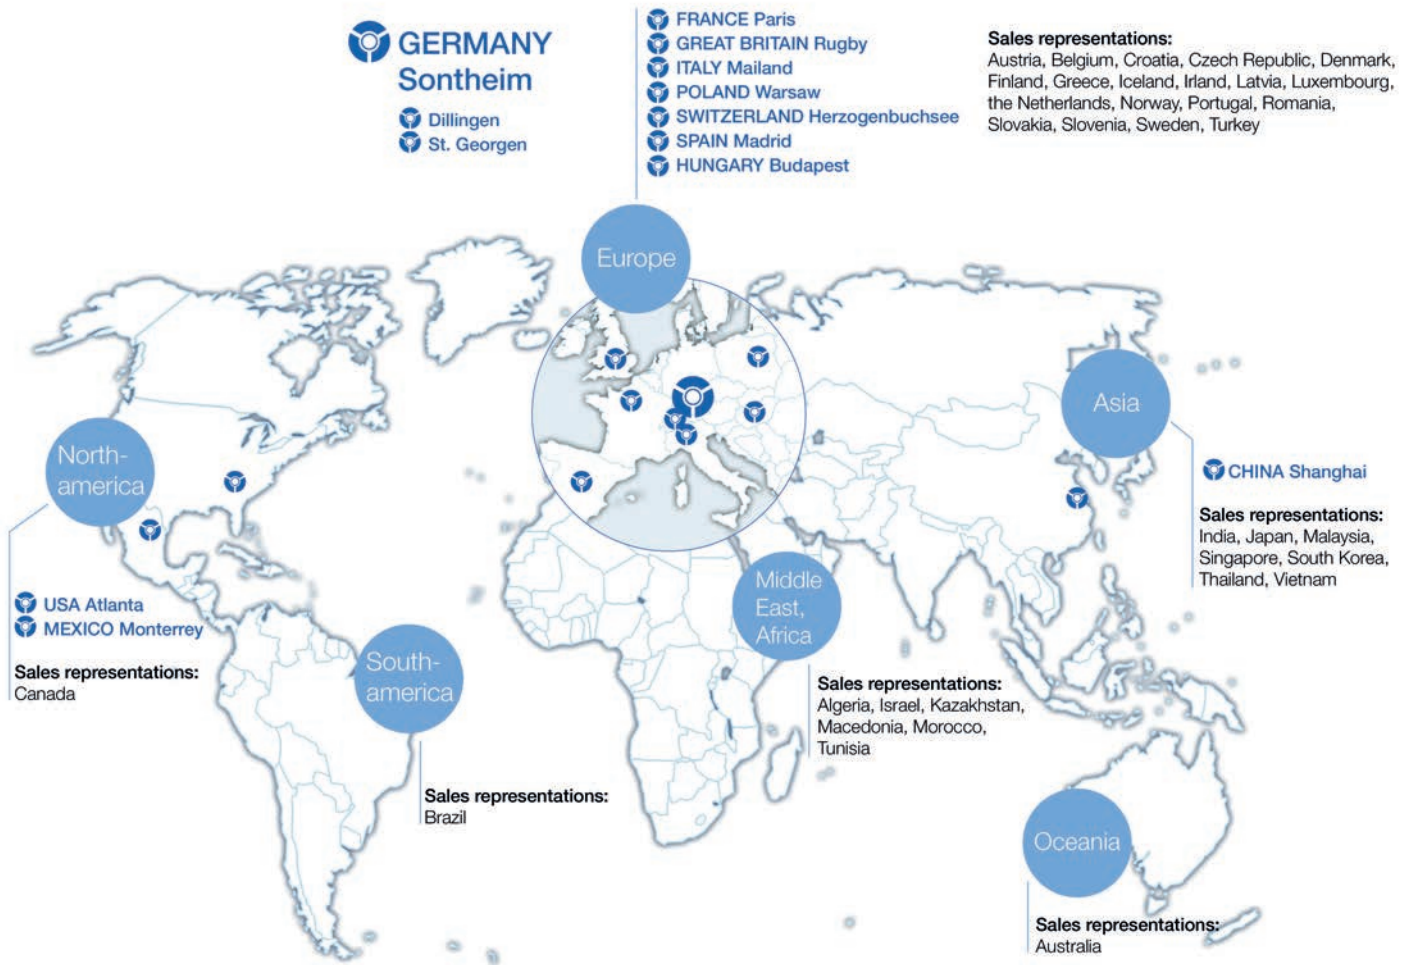 GERMANY
Sontheim
Dillingen
St. Georgen
FRANCE Paris
GREAT BRITAIN Rugby
ITALY Mailand
POLAND Warsaw
SWITZERLAND Herzogenbuchsee
SPAIN Madrid
HUNGARY Budapest
Sales representations:
Austria, Belgium, Croatia, Czech Republic, Denmark,
Finland, Greece, Iceland, Irland, Latvia, Luxembourg,
the Netherlands, Norway, Portugal, Romania,
Slovakia, Slovenia, Sweden, Turkey
Europe
Asia
CHINA Shanghai
Sales representations:
India, Japan, Malaysia,
Singapore, South Korea,
Thailand, Vietnam
North-
america
USA Atlanta
MEXICO Monterrey
Sales representations:
Canada
South-
america
Sales representations:
Brazil
Middle
East,
Africa
Sales representations:
Algeria, Israel, Kazakhstan,
Macedonia, Morocco,
Tunisia
Oceania
Sales representations:
Australia